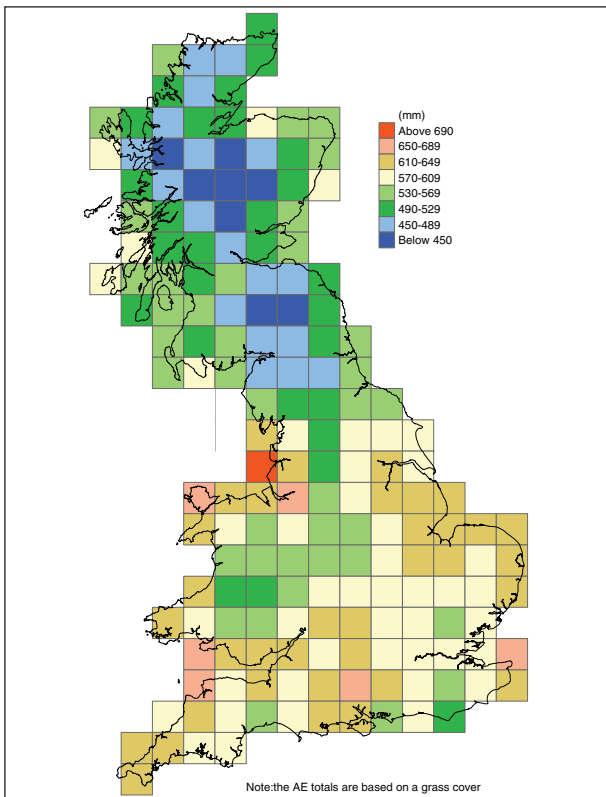 (mm)
Above 690
650-689
610-649
570-609
530-569
490-529
450-489
Below 450
Note:the AE totals are based on a grass cover